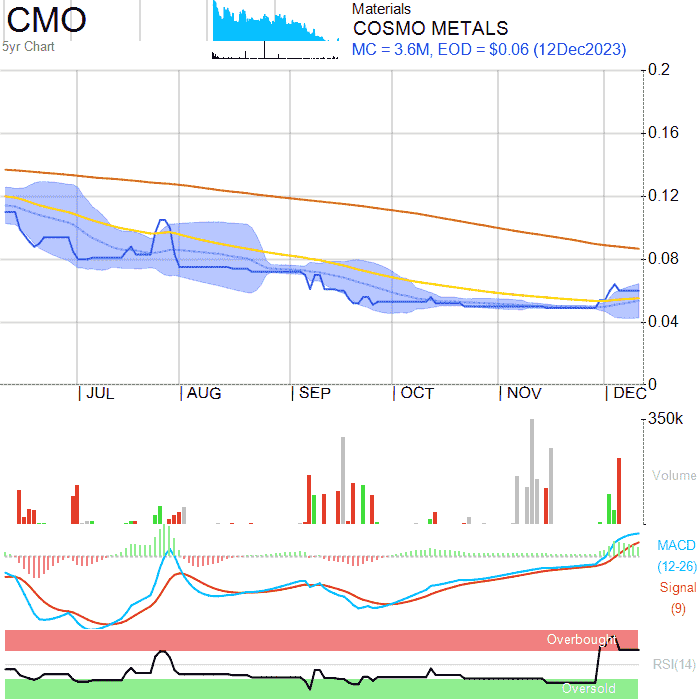 CMO
5yr Chart
Materials
COSMO METALS
MC = 3.6M, EOD = $0.06 (12Dec2023)
0.2
0.16
0.12
0.08
0.04
0
JUL
AUG
SEP
OCT
NOV
DEC
350k
Volume
MACD
(12-26)
Signal
(9)
Overbought
RSI(14)
Oversold